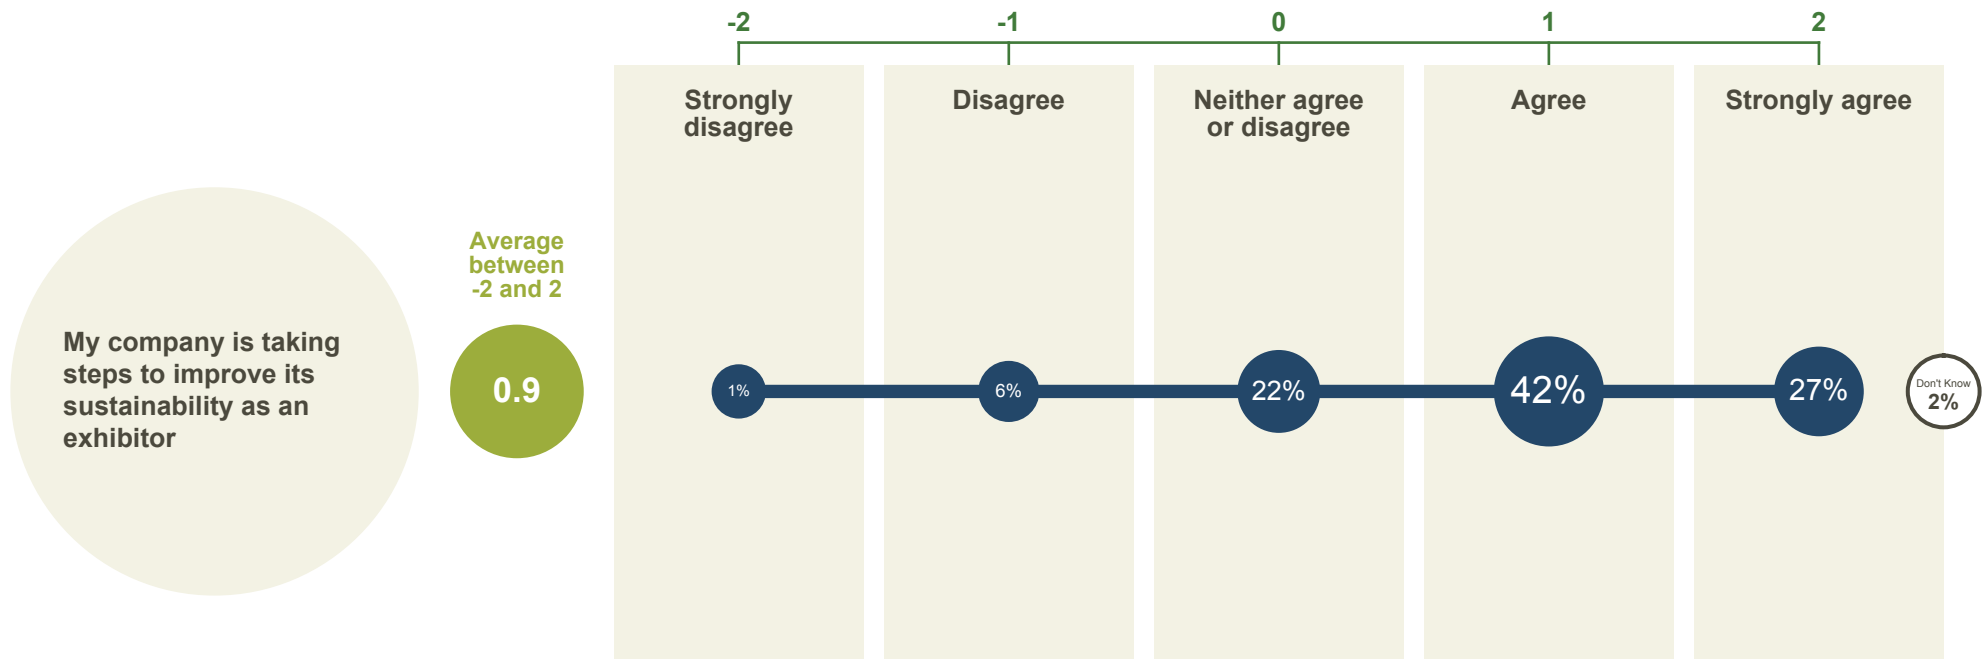 -2 -1 0 1 2
Strongly
disagree
Disagree
Neither agree
or disagree
Agree
Strongly agree
My company is taking
steps to improve its
sustainability as an
exhibitor
Average
between
-2 and 2
0.9
1% 6% 22% 42% 27%
Don't Know
2%